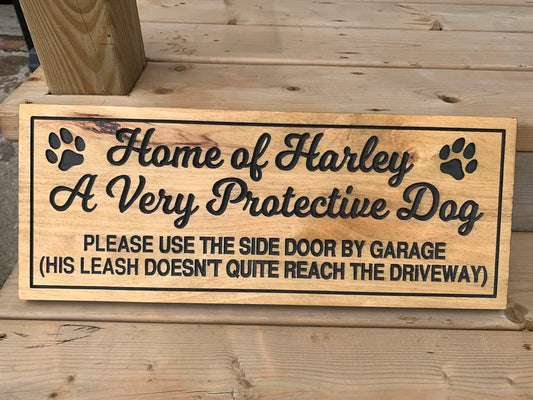 Home of Harley
A Very Protective Dog
PLEASE USE THE SIDE DOOR BY GARAGE
(HIS LEASH DOESN'T QUITE REACH THE DRIVEWAY)